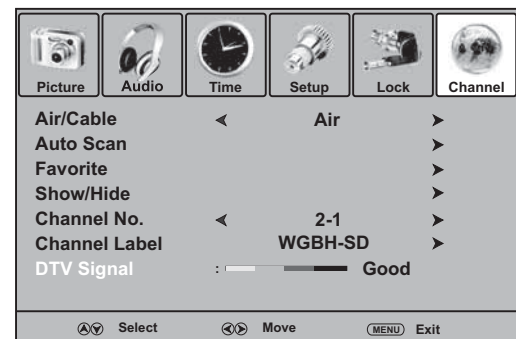 Picture Audio Time Setup Lock Channel
Air/Cable Air
Auto Scan
Favorite
Show/Hide
Channel No. 2-1
Channel Label WGBH-SD
DTV Signal : Good
Select Move MENU Exit